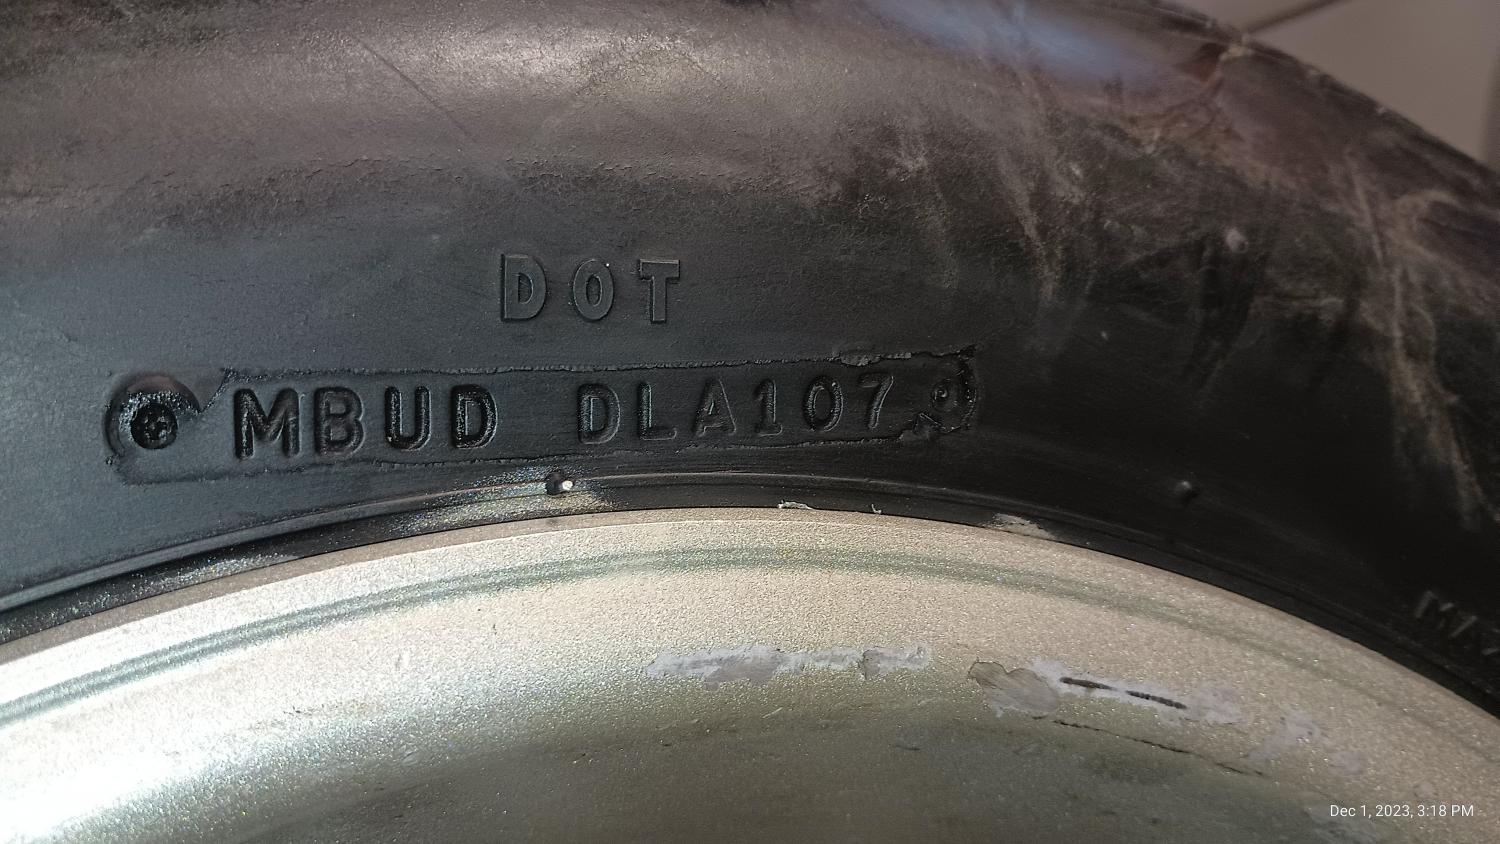 DOT
MBUD DLA107
Dec 1, 2023, 3:18 PM